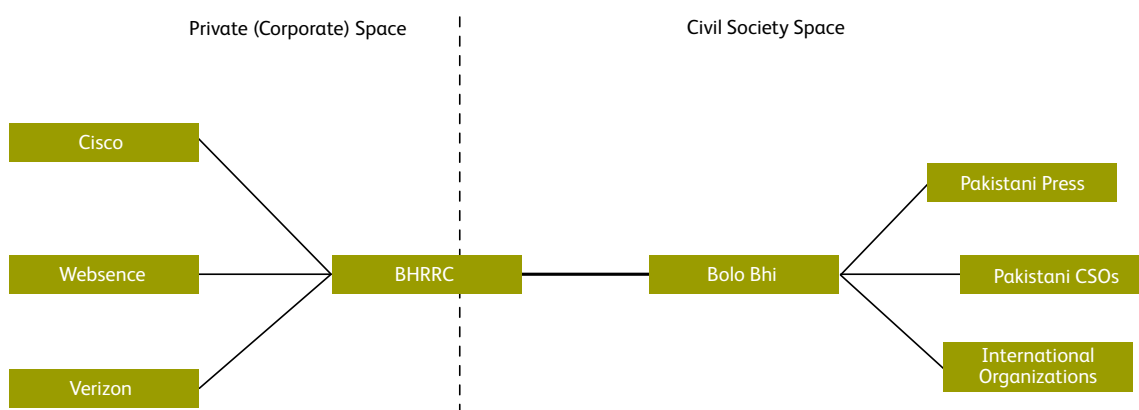 Private (Corporate) Space
Civil Society Space
Cisco
Pakistani Press
Websence
BHRRC
Bolo Bhi
Pakistani CSOs
International
Organizations
Verizon